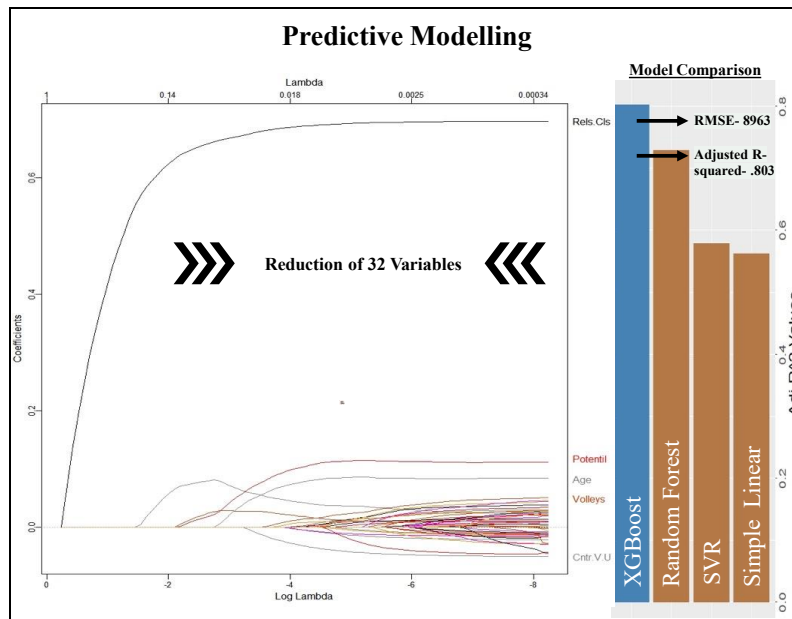 Predictive Modelling
Lambda
1 0.14 0.018 0.0025 0.00034
Coefficients
0.6
0.4
0.2
0.0
Rels.Cls
Reduction of 32 Variables
Potentil
Age
Volleys
Cntr.V.U
0 -2 -4 -6 -8
Log Lambda
Model Comparison
RMSE- 8963
Adjusted R-
squared- .803
XGBoost
Random Forest
SVR
Simple Linear
0.8
0.6
0.4
0.2
0.0